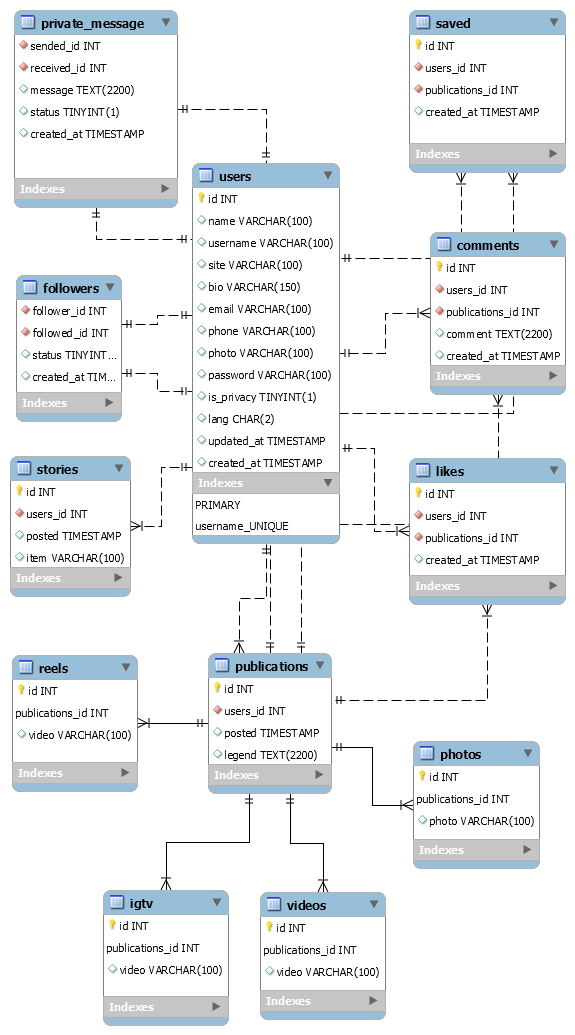 private_message
sended_id INT
received_id INT
message TEXT(2200)
status TINYINT(1)
created_at TIMESTAMP
Indexes
saved
id INT
users_id INT
publications_id INT
created_at TIMESTAMP
Indexes
users
id INT
name VARCHAR(100)
username VARCHAR(100)
site VARCHAR(100)
bio VARCHAR(150)
email VARCHAR(100)
phone VARCHAR(100)
photo VARCHAR(100)
password VARCHAR(100)
is_privacy TINYINT(1)
lang CHAR(2)
updated_at TIMESTAMP
created_at TIMESTAMP
Indexes
PRIMARY
username_UNIQUE
comments
id INT
users_id INT
publications_id INT
comment TEXT(2200)
created_at TIMESTAMP
Indexes
followers
follower_id INT
followed_id INT
status TINYINT...
created_at TIM...
Indexes
stories
id INT
users_id INT
posted TIMESTAMP
item VARCHAR(100)
Indexes
likes
id INT
users_id INT
publications_id INT
created_at TIMESTAMP
Indexes
reels
id INT
publications_id INT
video VARCHAR(100)
Indexes
publications
id INT
users_id INT
posted TIMESTAMP
legend TEXT(2200)
Indexes
photos
id INT
publications_id INT
photo VARCHAR(100)
Indexes
igtv
id INT
publications_id INT
video VARCHAR(100)
Indexes
videos
id INT
publications_id INT
video VARCHAR(100)
Indexes